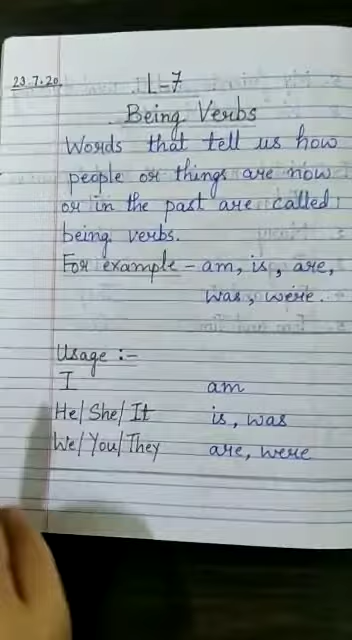 23.7.20
L-7
Being Verbs
Words that tell us how
people or things are now
or in the past are called
being verbs.
For example - am, is, are,
was, were.
Usage :-
I am
He/She/It is, was
We/You/They are, were